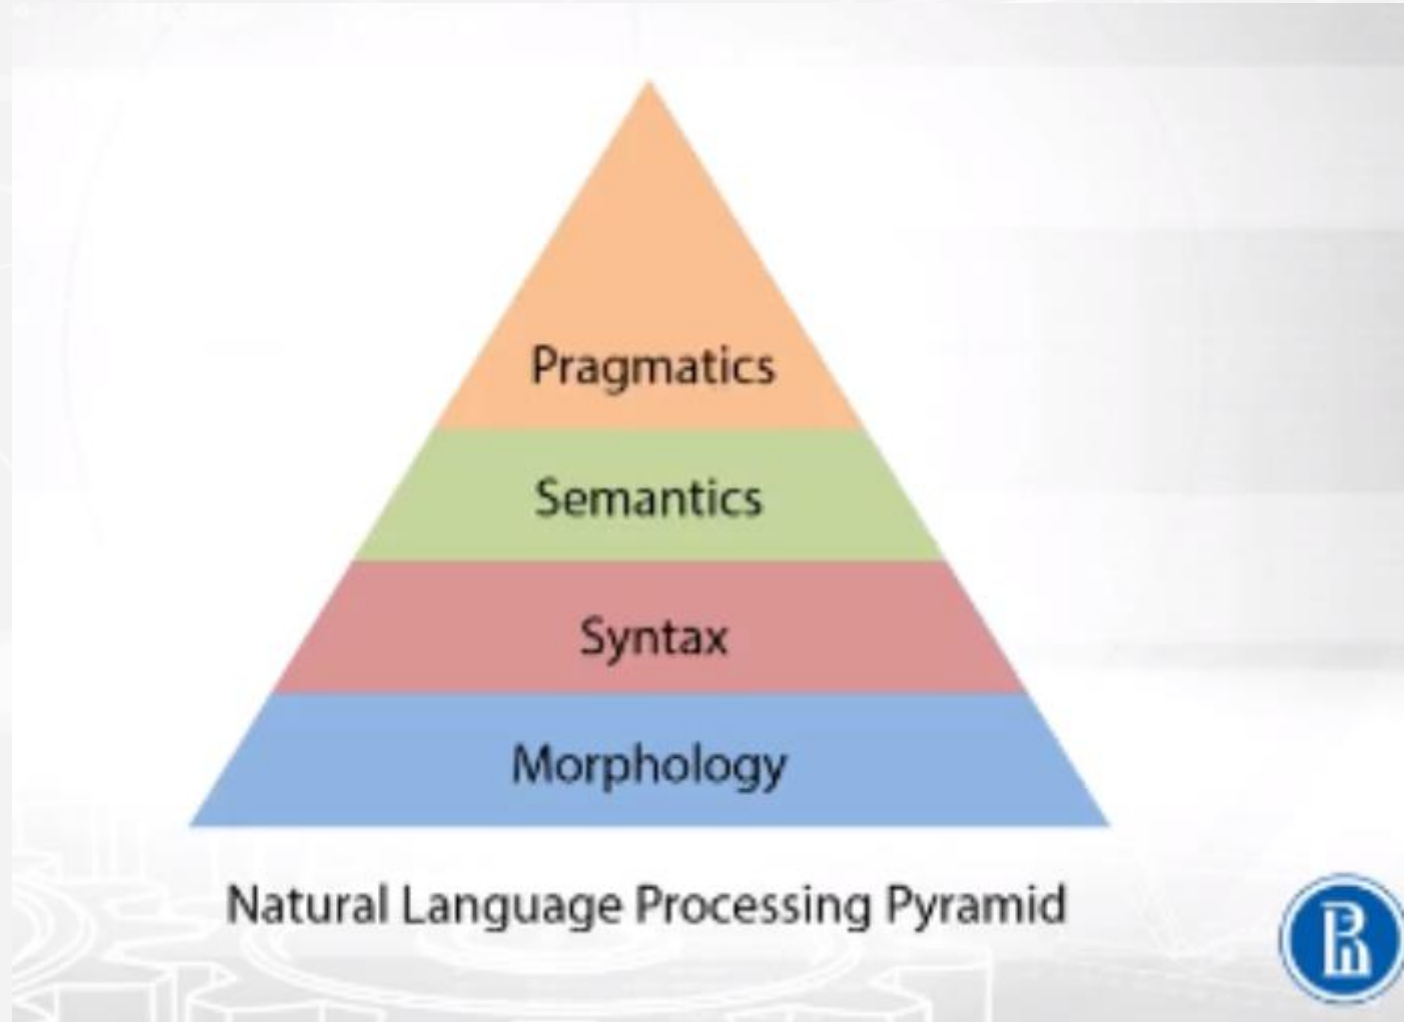 Pragmatics
Semantics
Syntax
Morphology
Natural Language Processing Pyramid